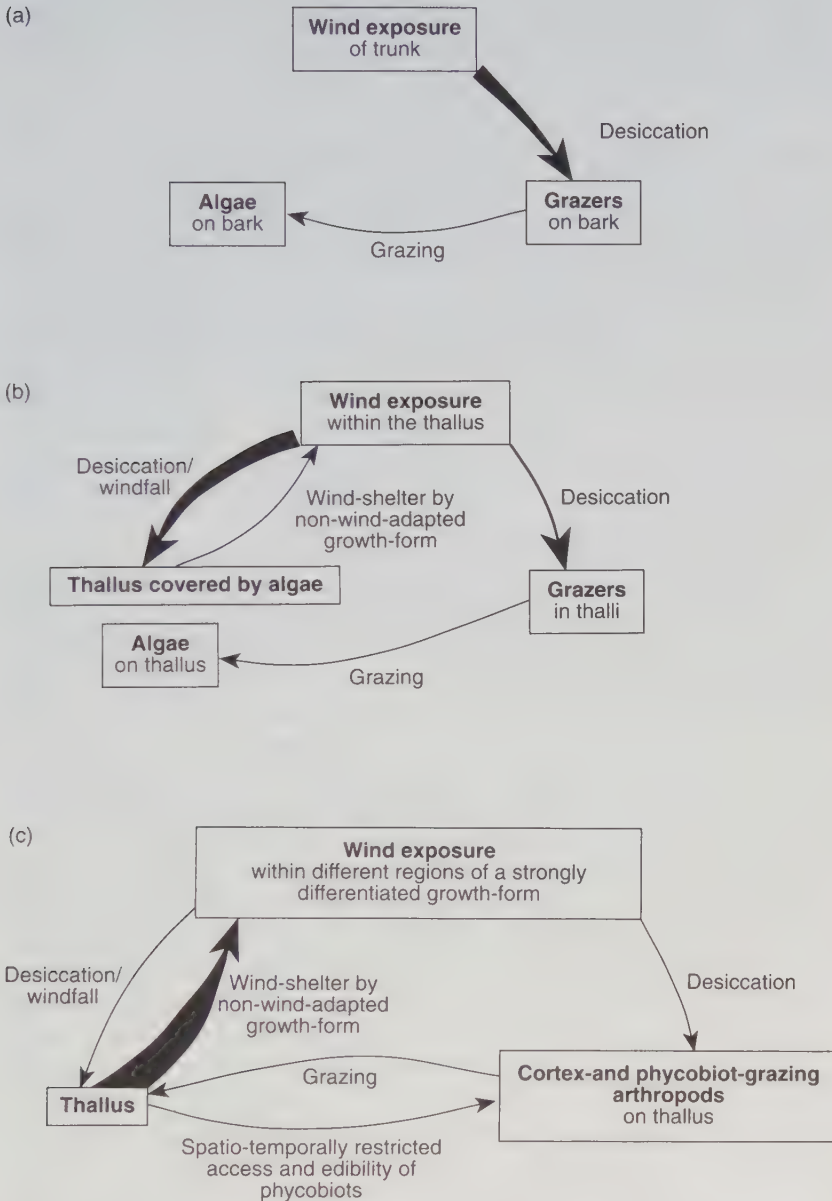 (a)
Wind exposure
of trunk
Desiccation
Algae
on bark
Grazers
on bark
Grazing
(b)
Wind exposure
within the thallus
Desiccation/
windfall
Wind-shelter by
non-wind-adapted
growth-form
Desiccation
Thallus covered by algae
Grazers
in thalli
Algae
on thallus
Grazing
(c)
Wind exposure
within different regions of a strongly
differentiated growth-form
Desiccation/
windfall
Wind-shelter by
non-wind-adapted
growth-form
Desiccation
Grazing
Cortex-and phycobiot-grazing
arthropods
on thallus
Thallus
Spatio-temporally restricted
access and edibility of
phycobiots